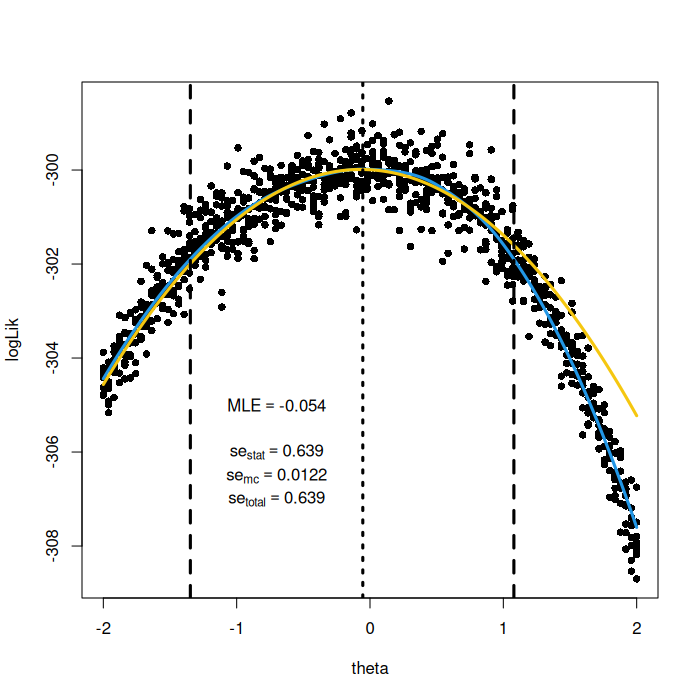 logLik
-300
-302
-304
-306
-308
MLE = -0.054
se_stat = 0.639
se_mc = 0.0122
se_total = 0.639
-2 -1 0 1 2
theta